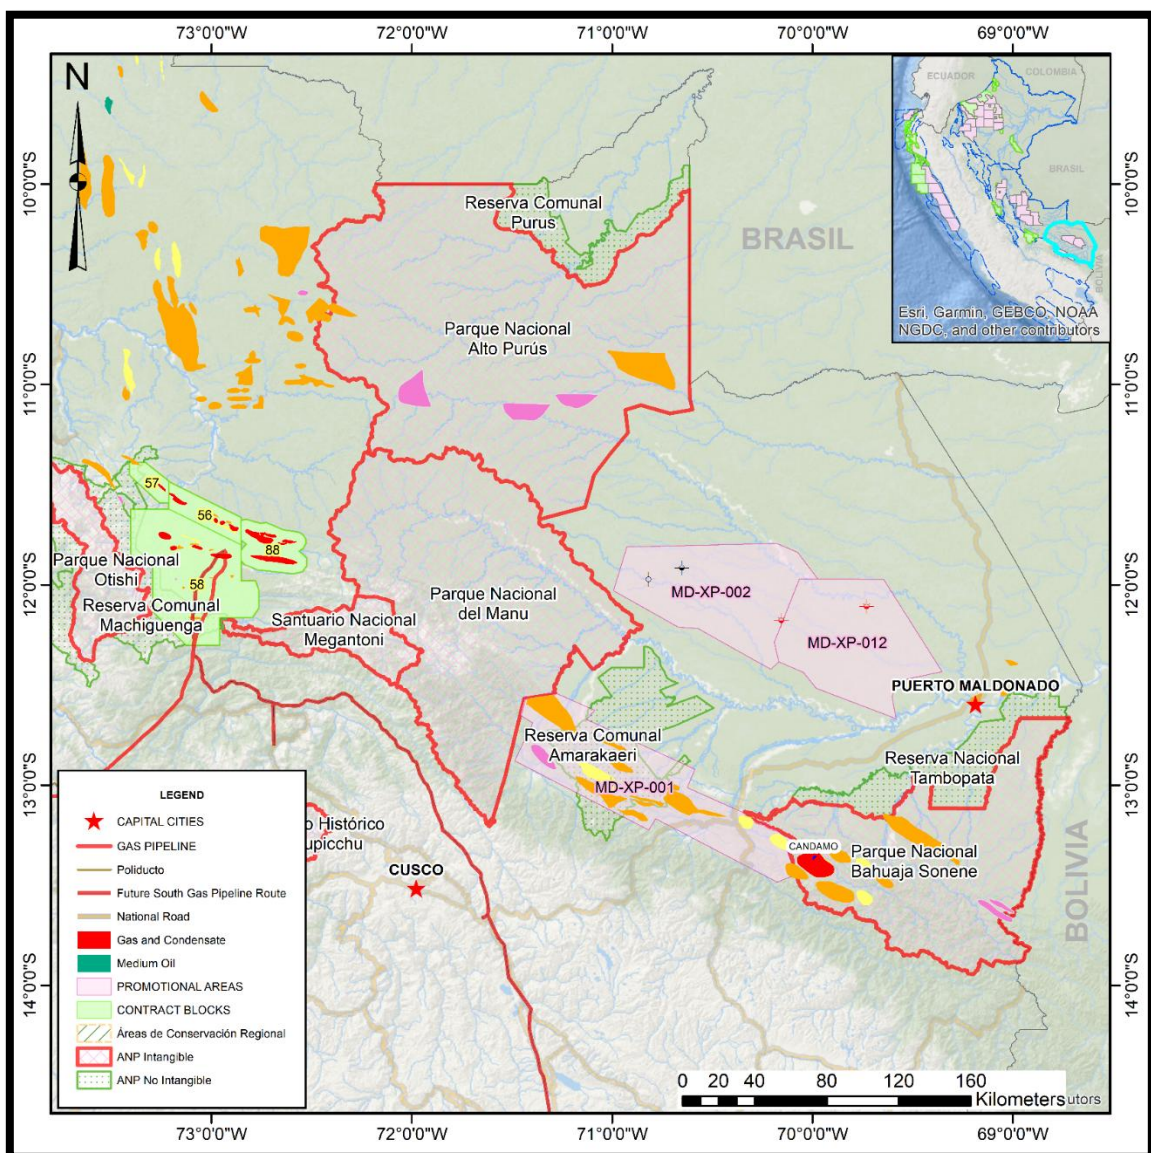 73°0'0"W 72°0'0"W 71°0'0"W 70°0'0"W 69°0'0"W
N
10°0'0"S
11°0'0"S
12°0'0"S
13°0'0"S
14°0'0"S
ECUADOR
COLOMBIA
BRASIL
BOLIVIA
Esri, Garmin, GEBCO, NOAA
NGDC, and other contributors
10°0'0"S
11°0'0"S
12°0'0"S
13°0'0"S
14°0'0"S
Reserva Comunal
Purus
BRASIL
Parque Nacional
Alto Purús
57
56
88
58
Parque Nacional
Otishi
Reserva Comunal
Machiguenga
Santuario Nacional
Megantoni
Parque Nacional
del Manu
MD-XP-002
MD-XP-012
PUERTO MALDONADO
Reserva Comunal
Amarakaeri
MD-XP-001
Reserva Nacional
Tambopata
CANDAMO
Parque Nacional
Bahuaja Sonene
BOLIVIA
o Histórico
upicchu
CUSCO
LEGEND
CAPITAL CITIES
GAS PIPELINE
Poliducto
Future South Gas Pipeline Route
National Road
Gas and Condensate
Medium Oil
PROMOTIONAL AREAS
CONTRACT BLOCKS
Áreas de Conservación Regional
ANP Intangible
ANP No Intangible
0 20 40 80 120 160
Kilometers
utors
73°0'0"W 72°0'0"W 71°0'0"W 70°0'0"W 69°0'0"W